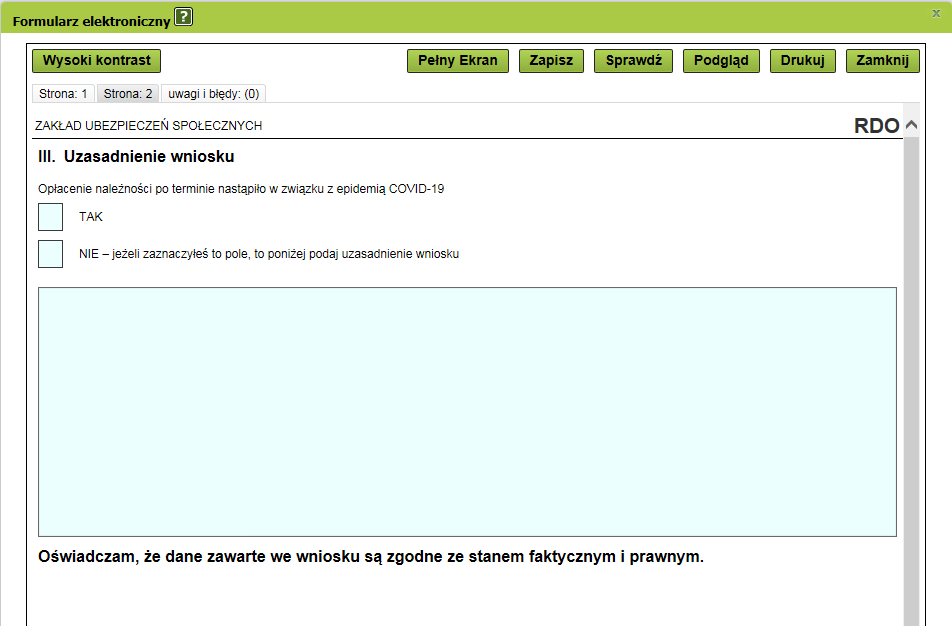 Formularz elektroniczny ?
x
Wysoki kontrast Pełny Ekran Zapisz Sprawdź Podgląd Drukuj Zamknij
Strona: 1 Strona: 2 uwagi i błędy: (0)
ZAKŁAD UBEZPIECZEŃ SPOŁECZNYCH RDO
III. Uzasadnienie wniosku
Opłacenie należności po terminie nastąpiło w związku z epidemią COVID-19
TAK
NIE – jeżeli zaznaczyłeś to pole, to poniżej podaj uzasadnienie wniosku
Oświadczam, że dane zawarte we wniosku są zgodne ze stanem faktycznym i prawnym.